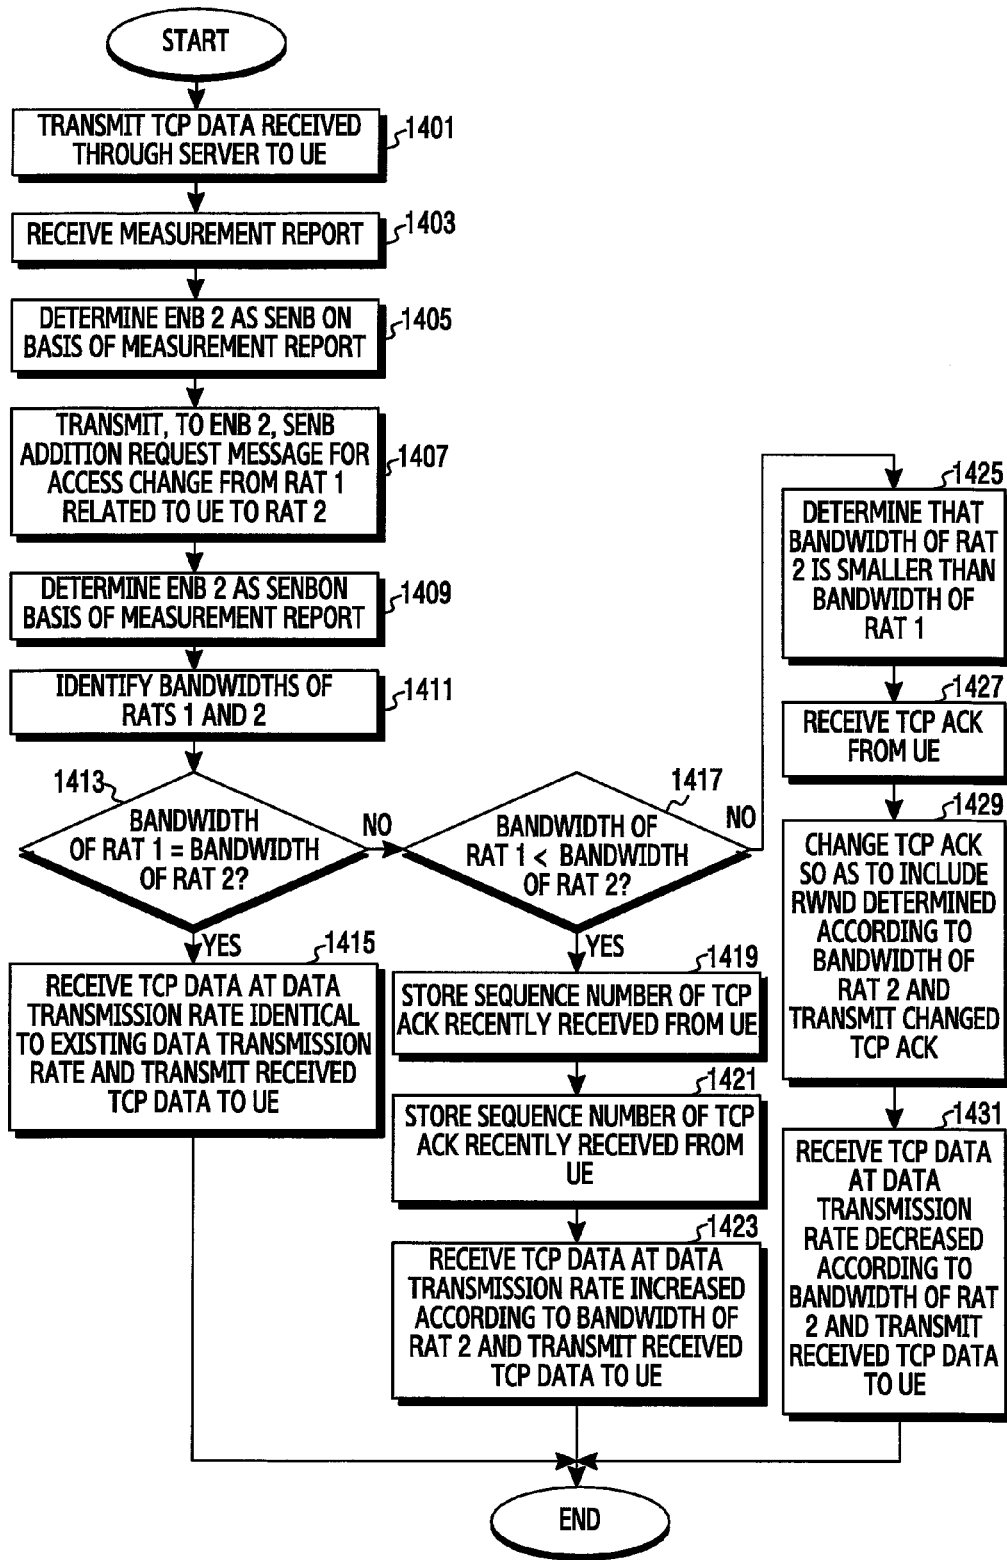 START
TRANSMIT TCP DATA RECEIVED
THROUGH SERVER TO UE
1401
RECEIVE MEASUREMENT REPORT
1403
DETERMINE ENB 2 AS SENB ON
BASIS OF MEASUREMENT REPORT
1405
TRANSMIT, TO ENB 2, SENB
ADDITION REQUEST MESSAGE FOR
ACCESS CHANGE FROM RAT 1
RELATED TO UE TO RAT 2
1407
DETERMINE ENB 2 AS SENBON
BASIS OF MEASUREMENT REPORT
1409
IDENTIFY BANDWIDTHS OF
RATS 1 AND 2
1411
1413
BANDWIDTH
OF RAT 1 = BANDWIDTH
OF RAT 2?
NO
YES
1415
RECEIVE TCP DATA AT DATA
TRANSMISSION RATE IDENTICAL
TO EXISTING DATA TRANSMISSION
RATE AND TRANSMIT RECEIVED
TCP DATA TO UE
1417
BANDWIDTH OF
RAT 1 < BANDWIDTH
OF RAT 2?
NO
YES
1419
STORE SEQUENCE NUMBER OF TCP
ACK RECENTLY RECEIVED FROM UE
1421
STORE SEQUENCE NUMBER OF TCP
ACK RECENTLY RECEIVED FROM
UE
1423
RECEIVE TCP DATA AT DATA
TRANSMISSION RATE INCREASED
ACCORDING TO BANDWIDTH OF
RAT 2 AND TRANSMIT RECEIVED
TCP DATA TO UE
1425
DETERMINE THAT
BANDWIDTH OF RAT
2 IS SMALLER THAN
BANDWIDTH OF
RAT 1
1427
RECEIVE TCP ACK
FROM UE
1429
CHANGE TCP ACK
SO AS TO INCLUDE
RWND DETERMINED
ACCORDING TO
BANDWIDTH OF
RAT 2 AND
TRANSMIT CHANGED
TCP ACK
1431
RECEIVE TCP DATA
AT DATA
TRANSMISSION
RATE DECREASED
ACCORDING TO
BANDWIDTH OF RAT
2 AND TRANSMIT
RECEIVED TCP DATA
TO UE
END